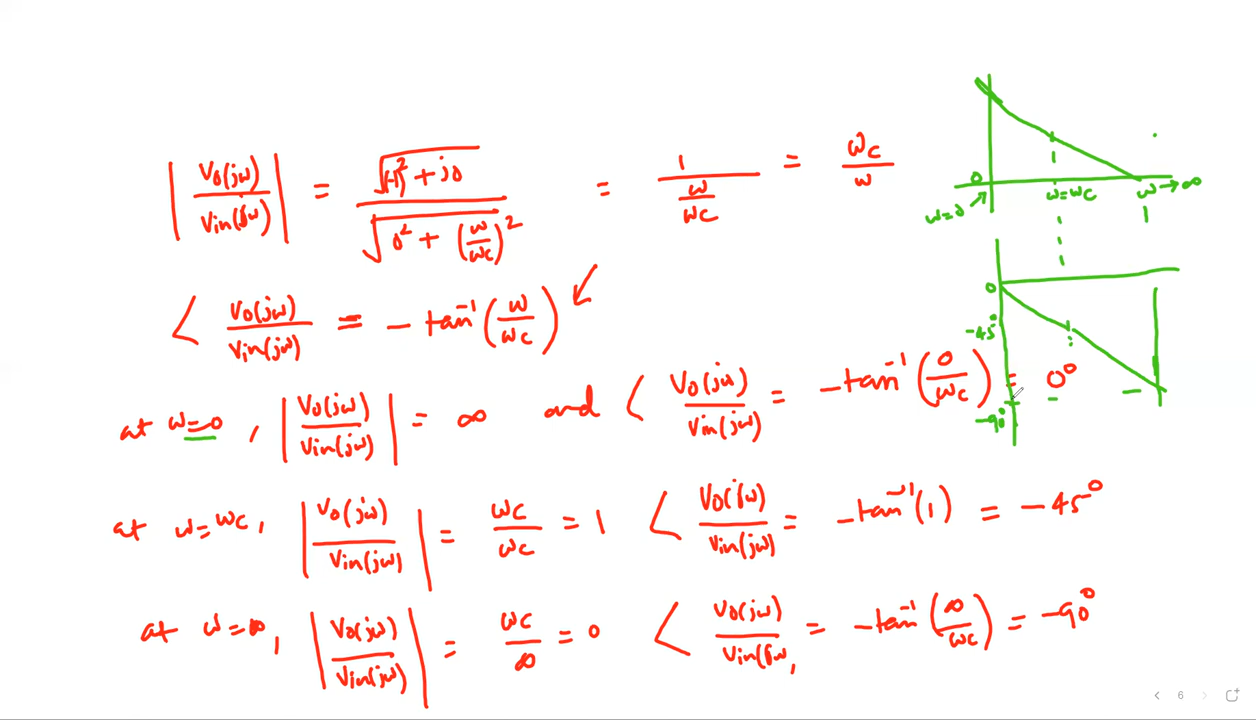 | Vo(jω) / Vin(jω) | = √((-1)² + j0) / √(0² + (ω/ωc)²) = 1 / (ω/ωc) = ωc/ω
0
ω=0
ω=ωc
ω → ∞
∠ Vo(jω) / Vin(jω) = - tan⁻¹ (ω/ωc)
0
-45°
-90°
at ω=0, | Vo(jω) / Vin(jω) | = ∞ and ∠ Vo(jω) / Vin(jω) = -tan⁻¹ (0/ωc) = 0°
at ω=ωc, | Vo(jω) / Vin(jω) | = ωc/ωc = 1 ∠ Vo(jω) / Vin(jω) = -tan⁻¹(1) = -45°
at ω=∞, | Vo(jω) / Vin(jω) | = ωc/∞ = 0 ∠ Vo(jω) / Vin(jω, = -tan⁻¹ (∞/ωc) = -90°
6